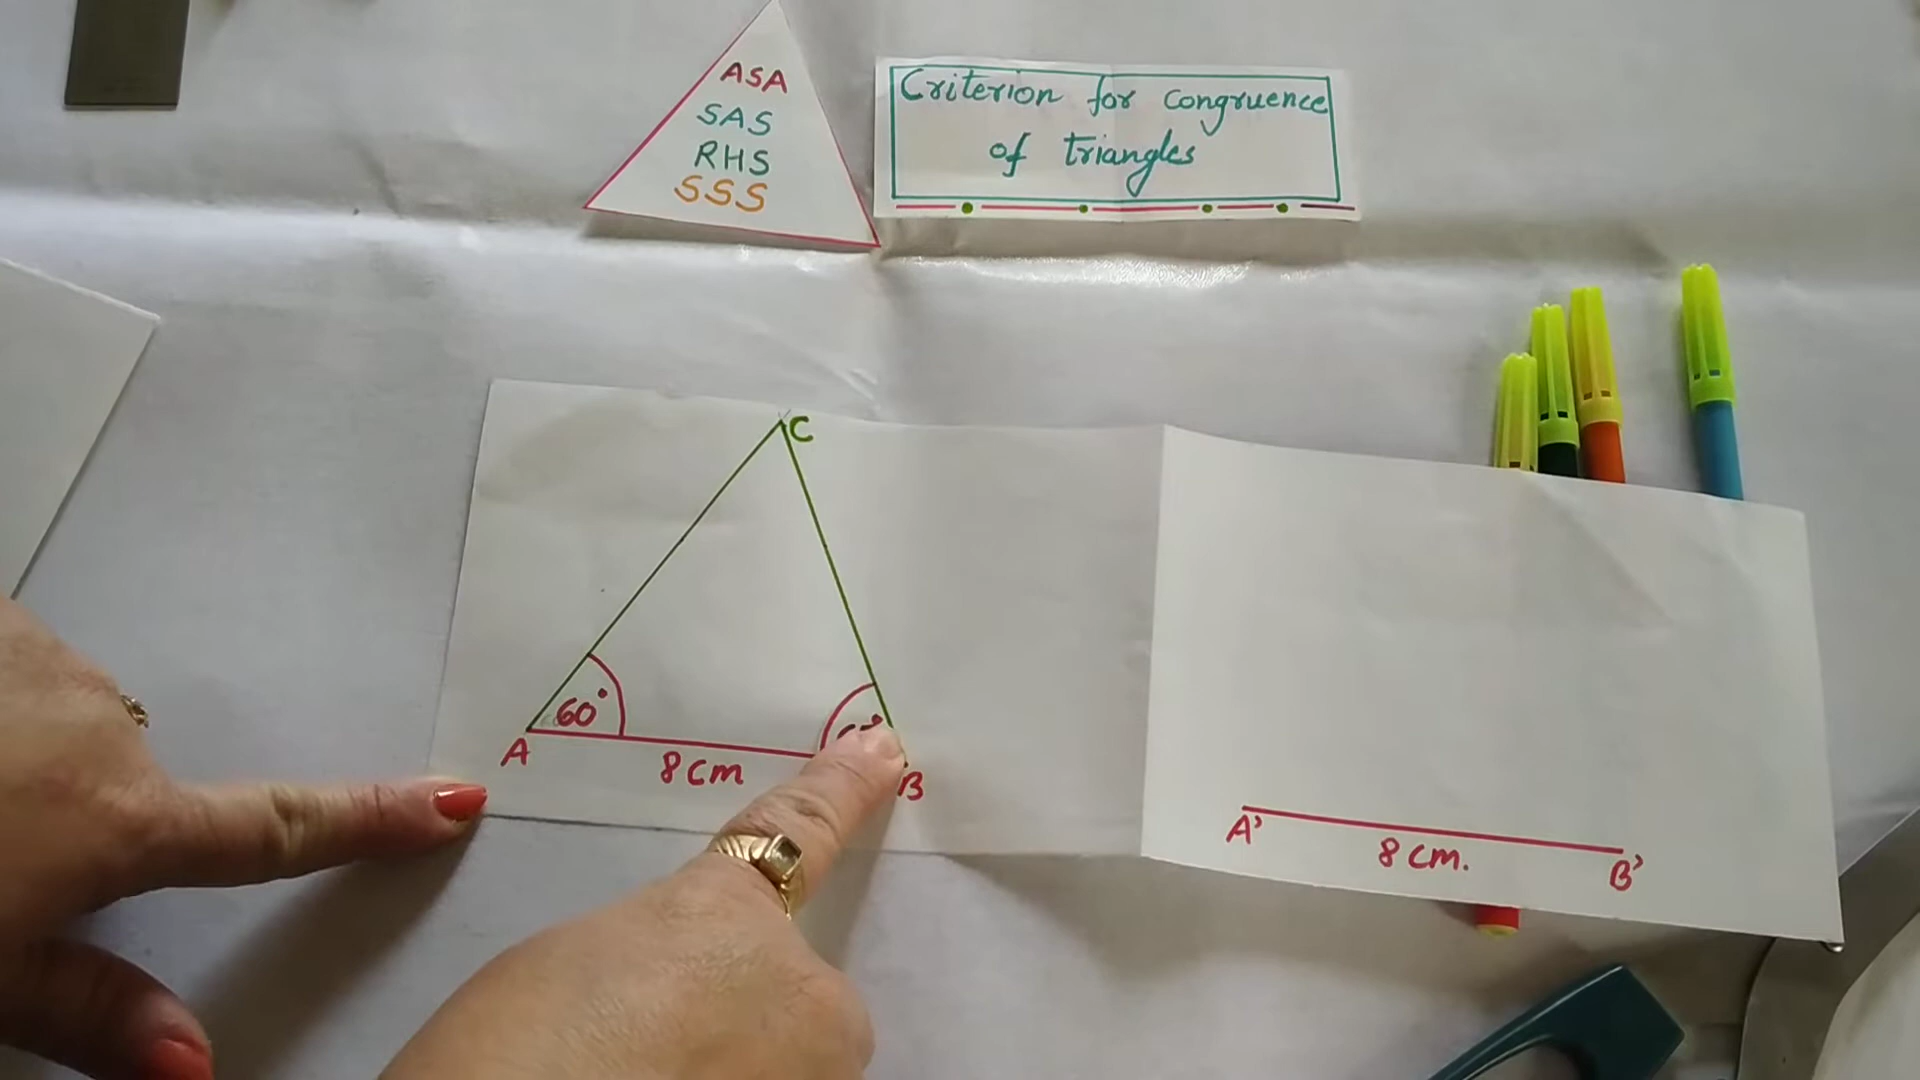 ASA
SAS
RHS
SSS
Criterion for congruence
of triangles
C
60°
A
8 cm
B
A'
8 cm.
B'